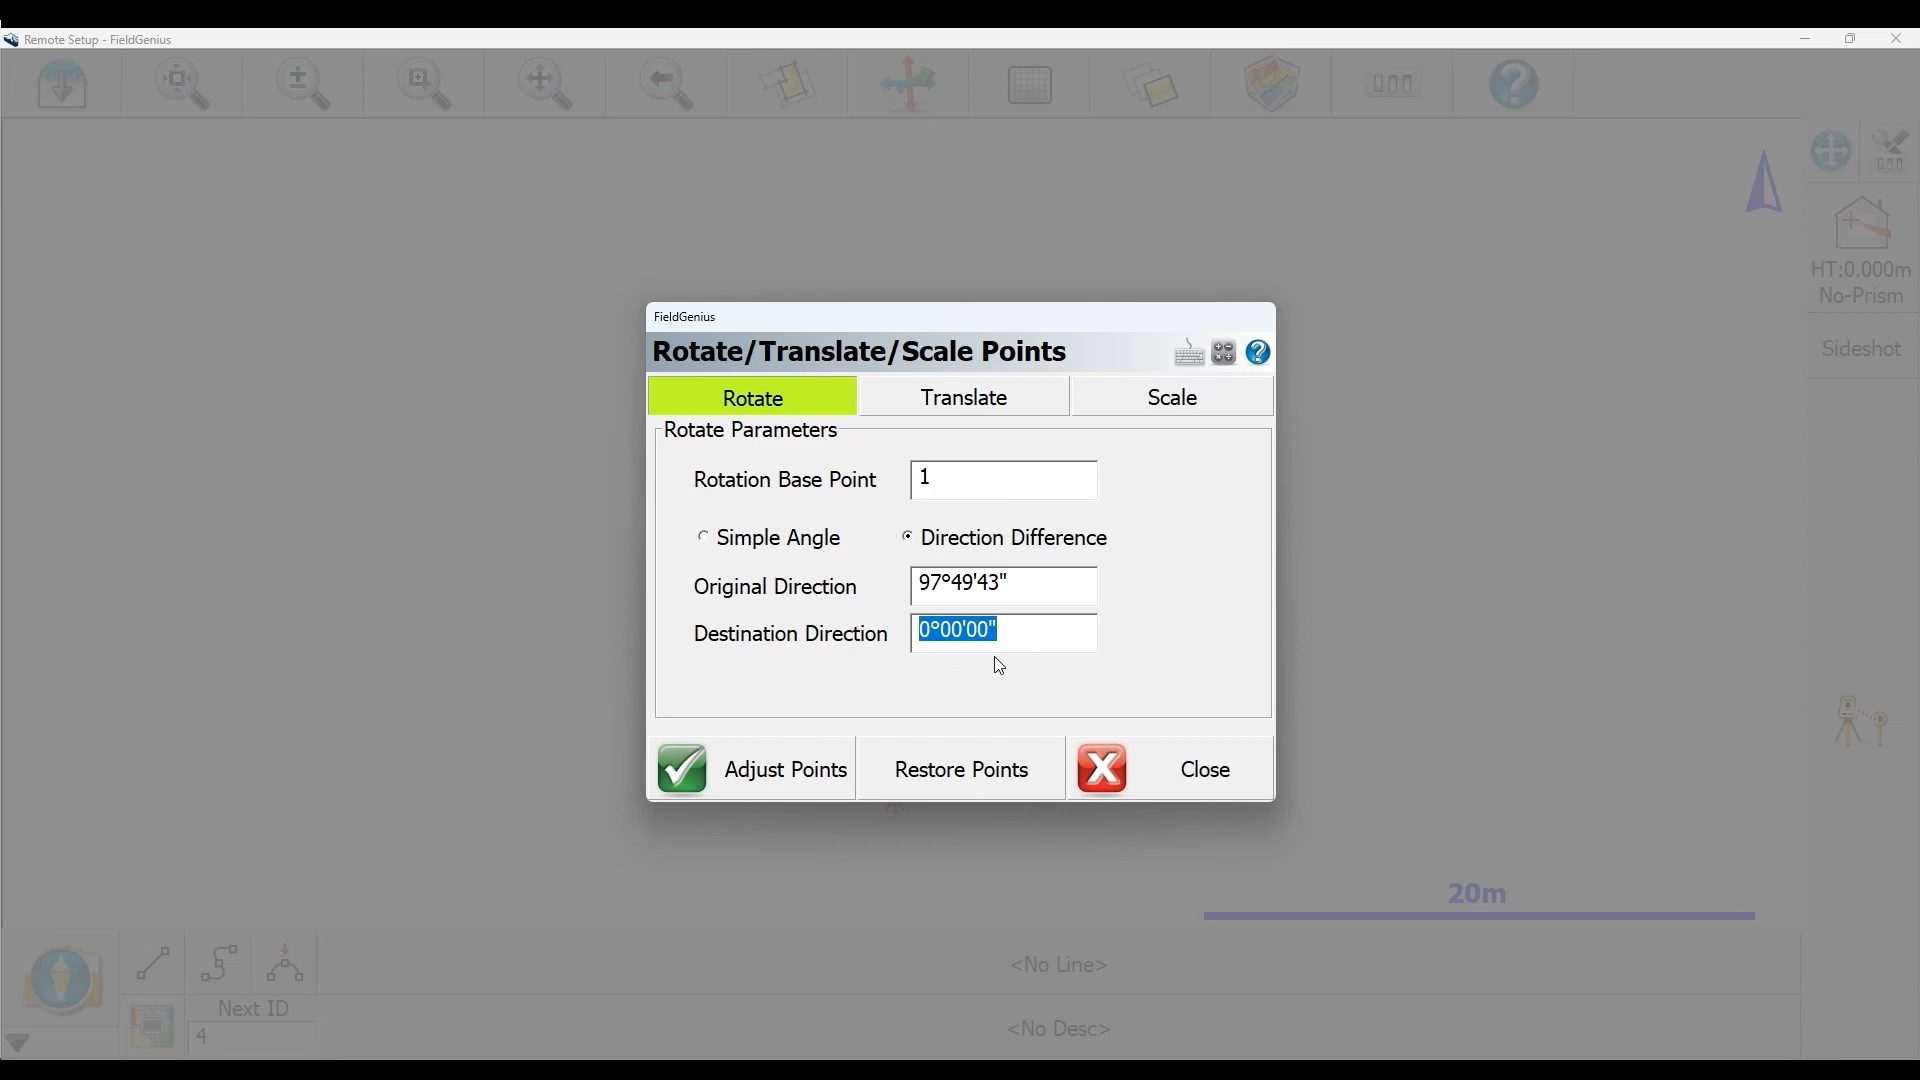 Remote Setup - FieldGenius
HT:0.000m
No-Prism
Sideshot
FieldGenius
Rotate/Translate/Scale Points
Rotate Translate Scale
Rotate Parameters
Rotation Base Point 1
Simple Angle Direction Difference
Original Direction 97°49'43"
Destination Direction 0°00'00"
Adjust Points Restore Points Close
20m
<No Line>
Next ID
4
<No Desc>